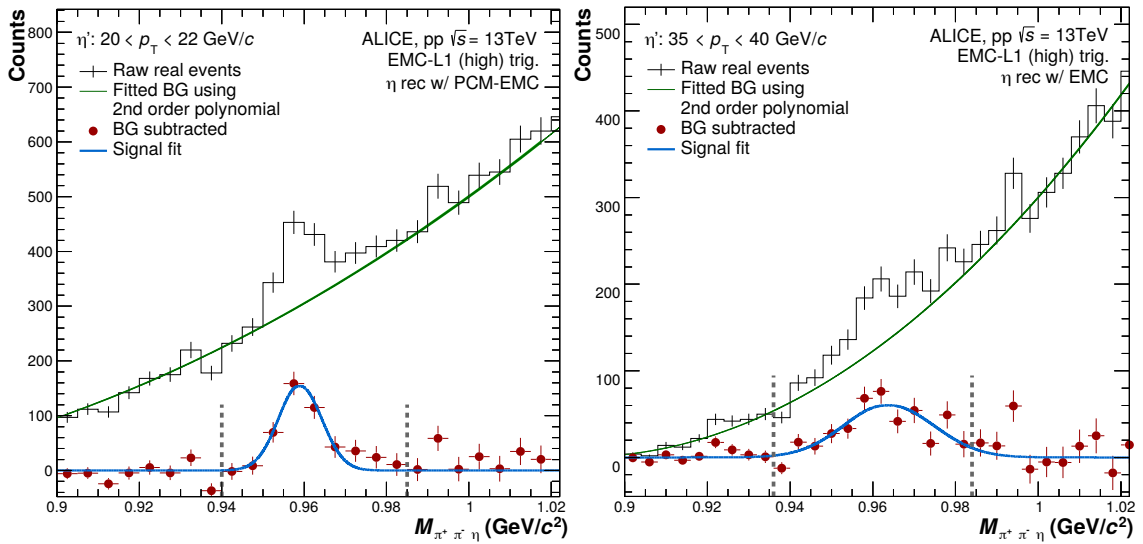 Counts
800
700
600
500
400
300
200
100
0
η': 20 < p_T < 22 GeV/c
Raw real events
Fitted BG using
2nd order polynomial
BG subtracted
Signal fit
ALICE, pp √s = 13TeV
EMC-L1 (high) trig.
η rec w/ PCM-EMC
0.9 0.92 0.94 0.96 0.98 1 1.02
M_π⁺ π⁻ η (GeV/c²)
Counts
500
400
300
200
100
0
η': 35 < p_T < 40 GeV/c
Raw real events
Fitted BG using
2nd order polynomial
BG subtracted
Signal fit
ALICE, pp √s = 13TeV
EMC-L1 (high) trig.
η rec w/ EMC
0.9 0.92 0.94 0.96 0.98 1 1.02
M_π⁺ π⁻ η (GeV/c²)